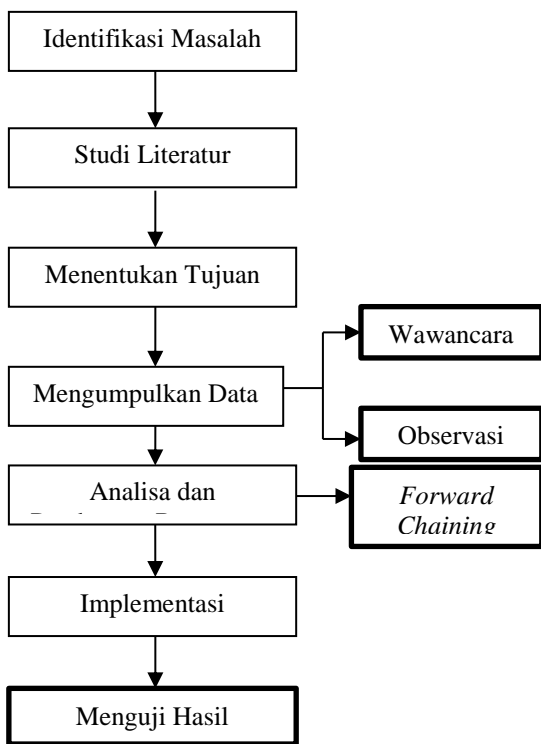 Identifikasi Masalah
Studi Literatur
Menentukan Tujuan
Wawancara
Mengumpulkan Data
Observasi
Analisa dan
Forward
Chaining
Implementasi
Menguji Hasil